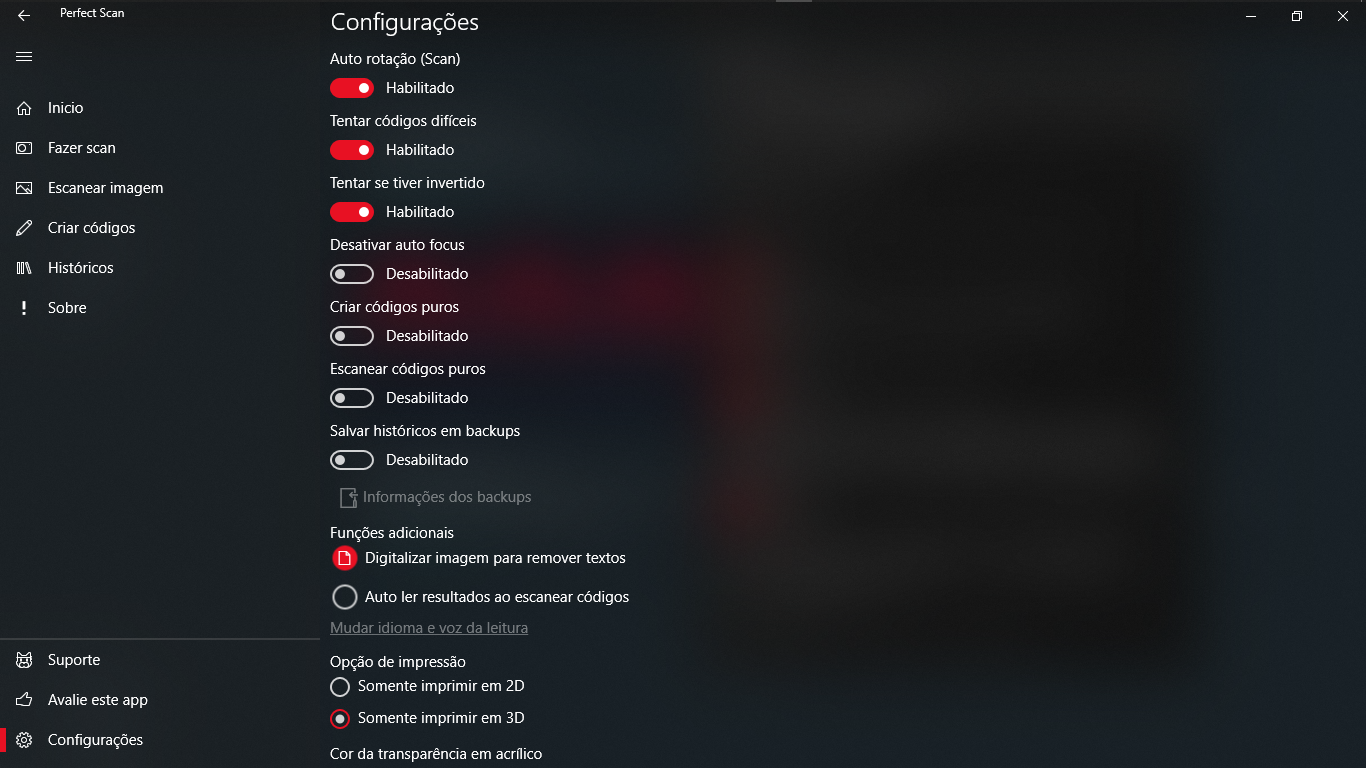 Perfect Scan
Inicio
Fazer scan
Escanear imagem
Criar códigos
Históricos
Sobre
Suporte
Avalie este app
Configurações
Configurações
Auto rotação (Scan)
Habilitado
Tentar códigos difíceis
Habilitado
Tentar se tiver invertido
Habilitado
Desativar auto focus
Desabilitado
Criar códigos puros
Desabilitado
Escanear códigos puros
Desabilitado
Salvar históricos em backups
Desabilitado
Informações dos backups
Funções adicionais
Digitalizar imagem para remover textos
Auto ler resultados ao escanear códigos
Mudar idioma e voz da leitura
Opção de impressão
Somente imprimir em 2D
Somente imprimir em 3D
Cor da transparência em acrílico